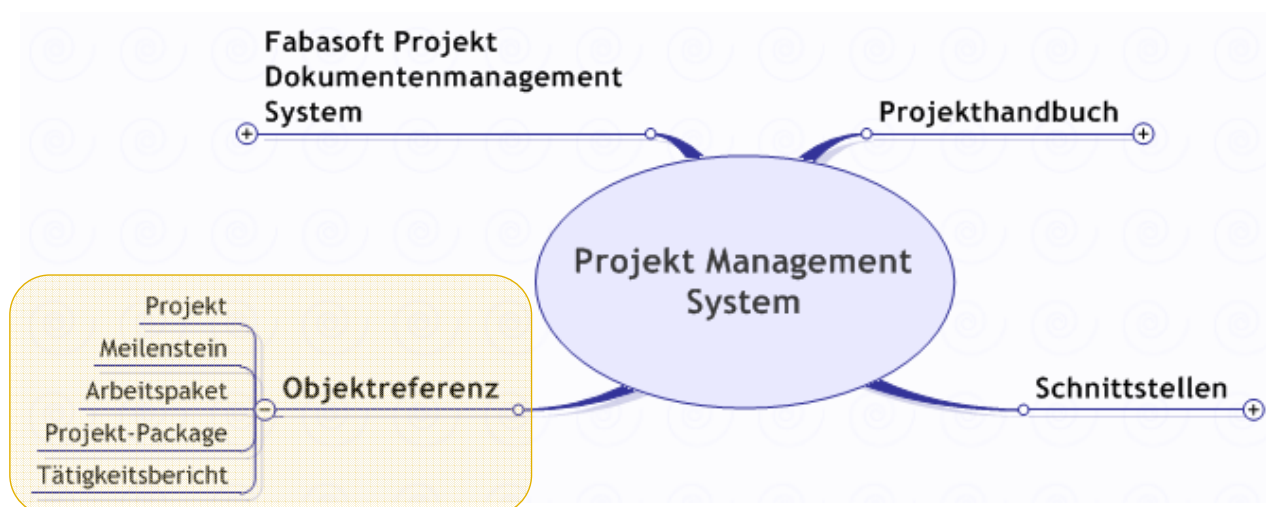 Fabasoft Projekt
Dokumentenmanagement
System
Projekthandbuch
Projekt Management
System
Projekt
Meilenstein
Arbeitspaket
Projekt-Package
Tätigkeitsbericht
Objektreferenz
Schnittstellen